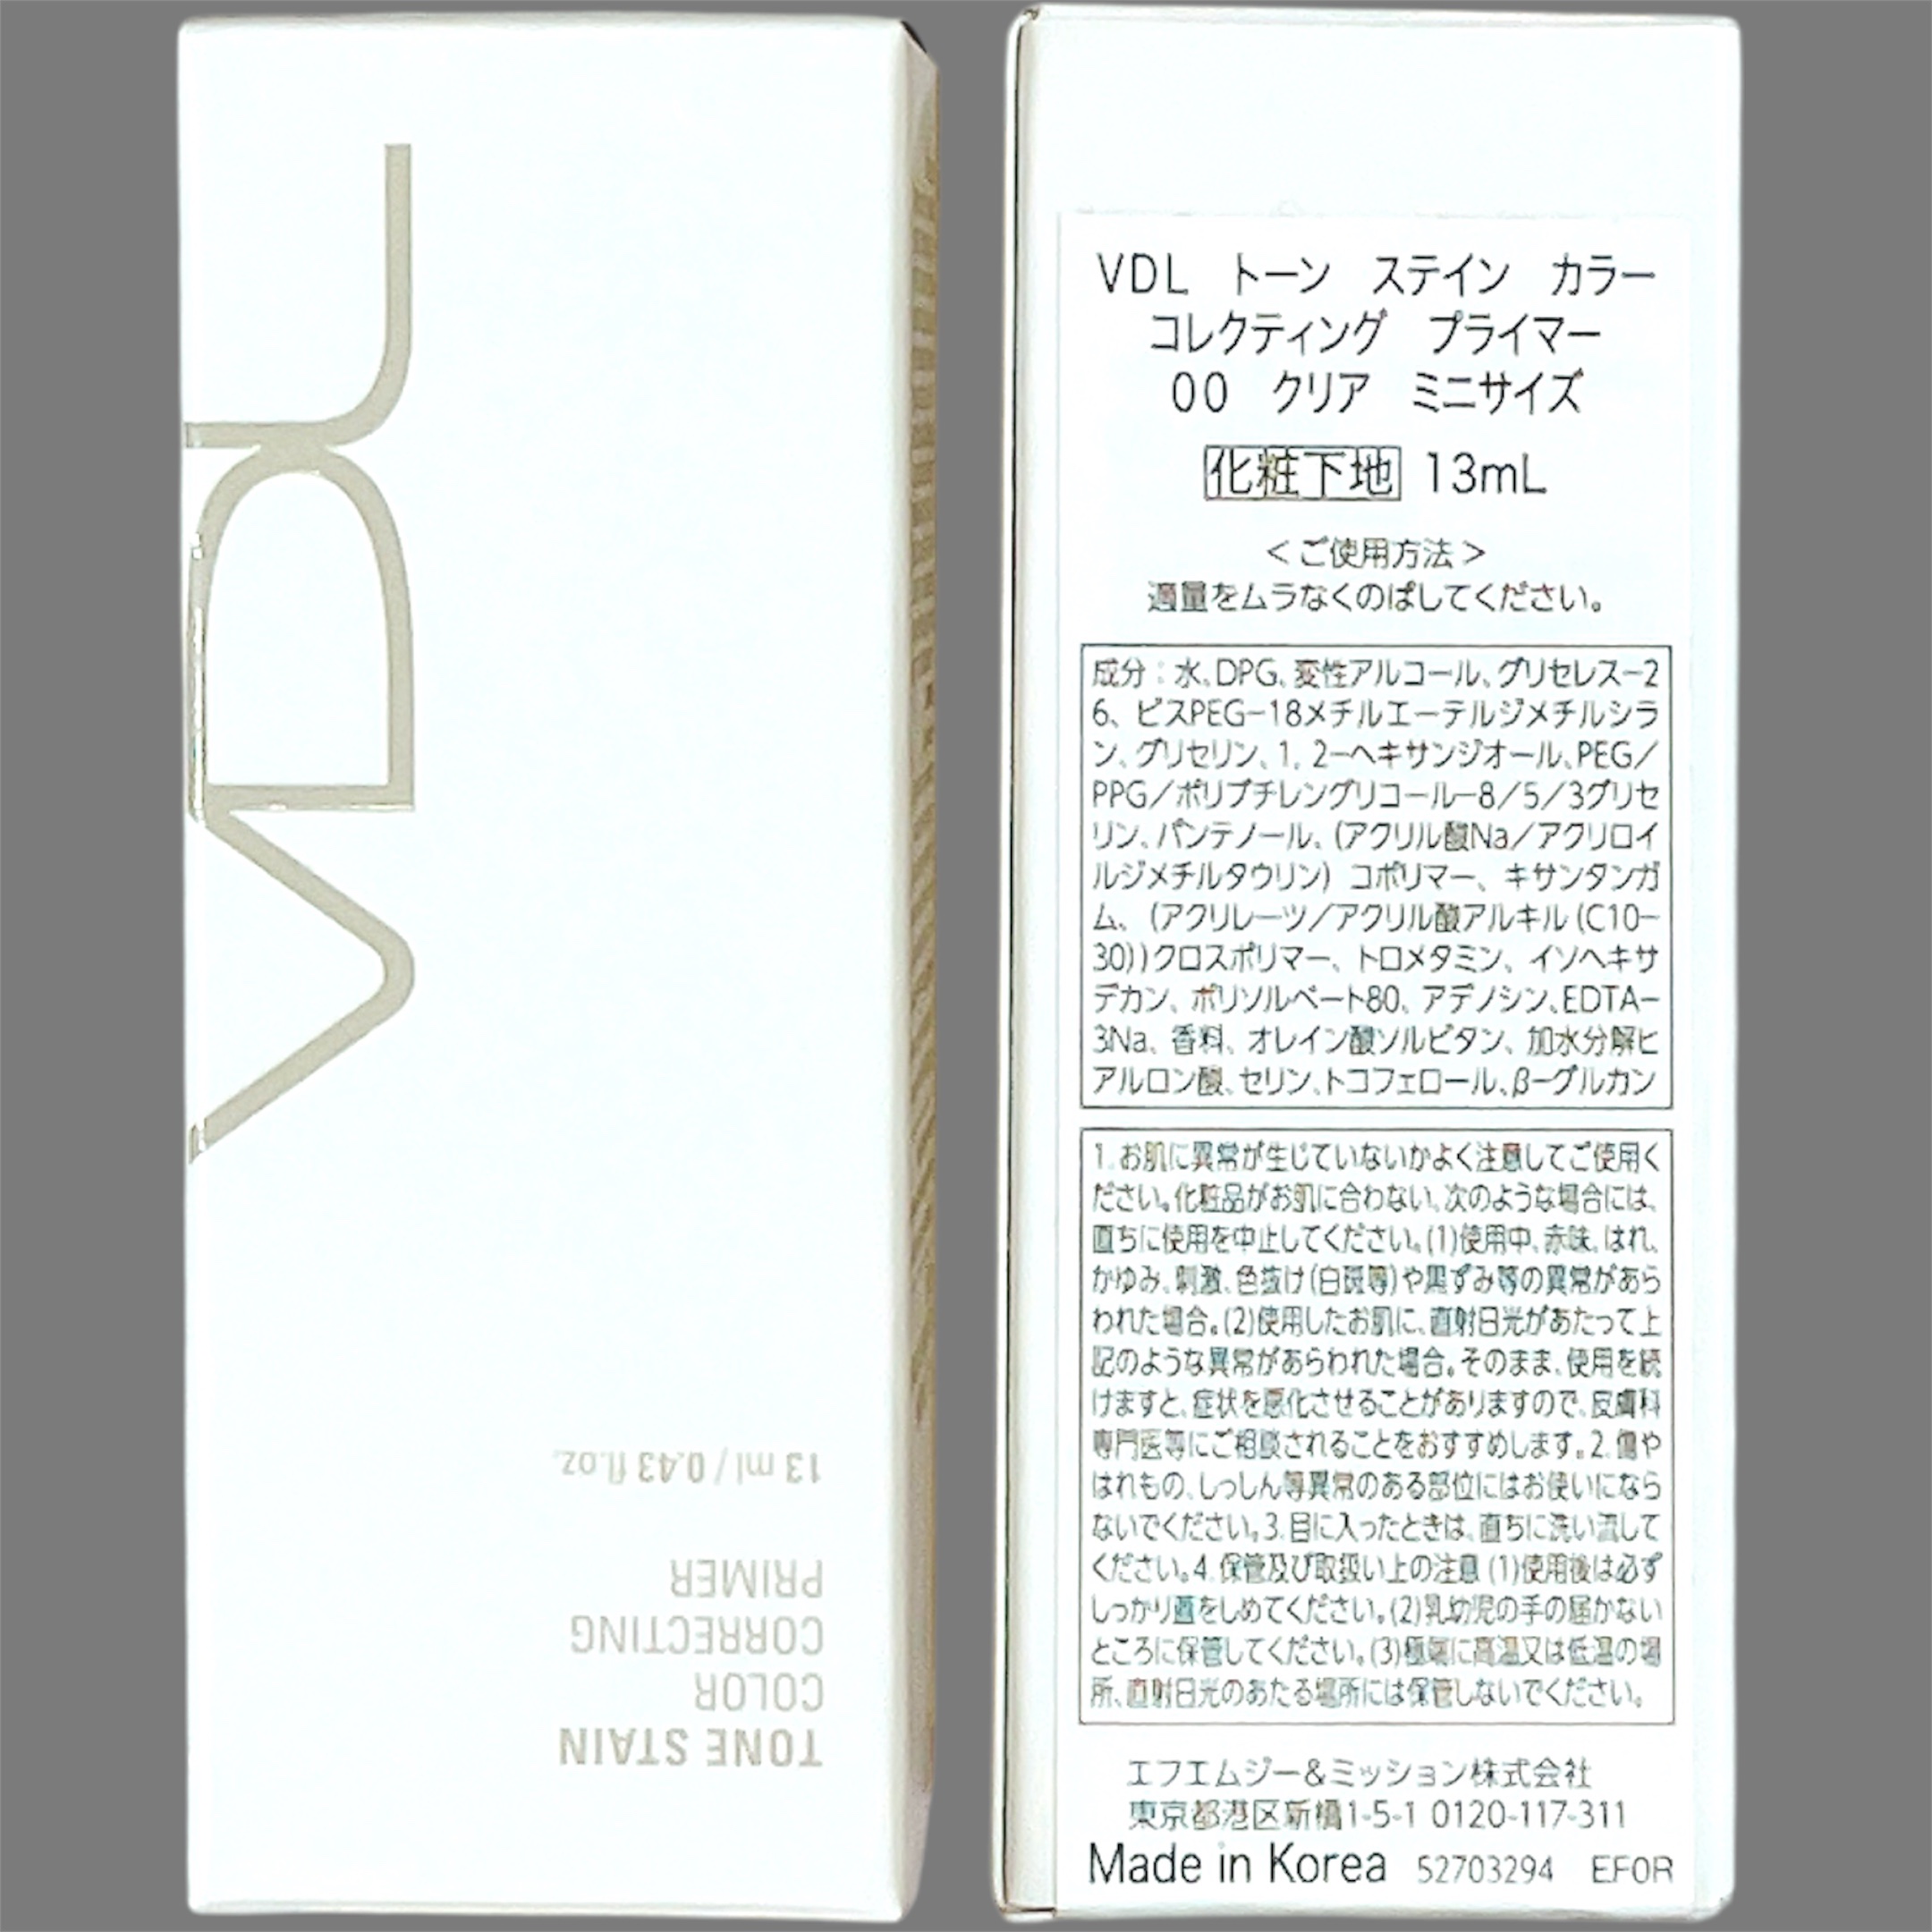 VDL
TONE STAIN
COLOR
CORRECTING
PRIMER
13 ml / 0.43 fl.oz.
VDL トーン ステイン カラー
コレクティング プライマー
00 クリア ミニサイズ
化粧下地 13mL
<ご使用方法>
適量をムラなくのばしてください。
成分:水、DPG、変性アルコール、グリセレス-2
6、ビスPEG-18メチルエーテルジメチルシラ
ン、グリセリン、1,2-ヘキサンジオール、PEG/
PPG/ポリブチレングリコール-8/5/3グリセ
リン、パンテノール、(アクリル酸Na/アクリロイ
ルジメチルタウリン)コポリマー、キサンタンガ
ム、(アクリレーツ/アクリル酸アルキル(C10-
30))クロスポリマー、トロメタミン、イソヘキサ
デカン、ポリソルベート80、アデノシン、EDTA-
3Na、香料、オレイン酸ソルビタン、加水分解ヒ
アルロン酸、セリン、トコフェロール、β-グルカン
1.お肌に異常が生じていないかよく注意してご使用く
ださい。化粧品がお肌に合わない、次のような場合には、
直ちに使用を中止してください。(1)使用中、赤味、はれ、
かゆみ、刺激、色抜け(白斑等)や黒ずみ等の異常があら
われた場合。(2)使用したお肌に、直射日光があたって上
記のような異常があらわれた場合。そのまま、使用を続
けますと、症状を悪化させることがありますので、皮膚科
専門医等にご相談されることをおすすめします。2.傷や
はれもの、しっしん等異常のある部位にはお使いになら
ないでください。3.目に入ったときは、直ちに洗い流して
ください。4.保管及び取扱い上の注意(1)使用後は必ず
しっかり蓋をしめてください。(2)乳幼児の手の届かない
ところに保管してください。(3)極端に高温又は低温の場
所、直射日光のあたる場所には保管しないでください。
エフエムジー&ミッション株式会社
東京都港区新橋1-5-1 0120-117-311
Made in Korea 52703294 EF0R